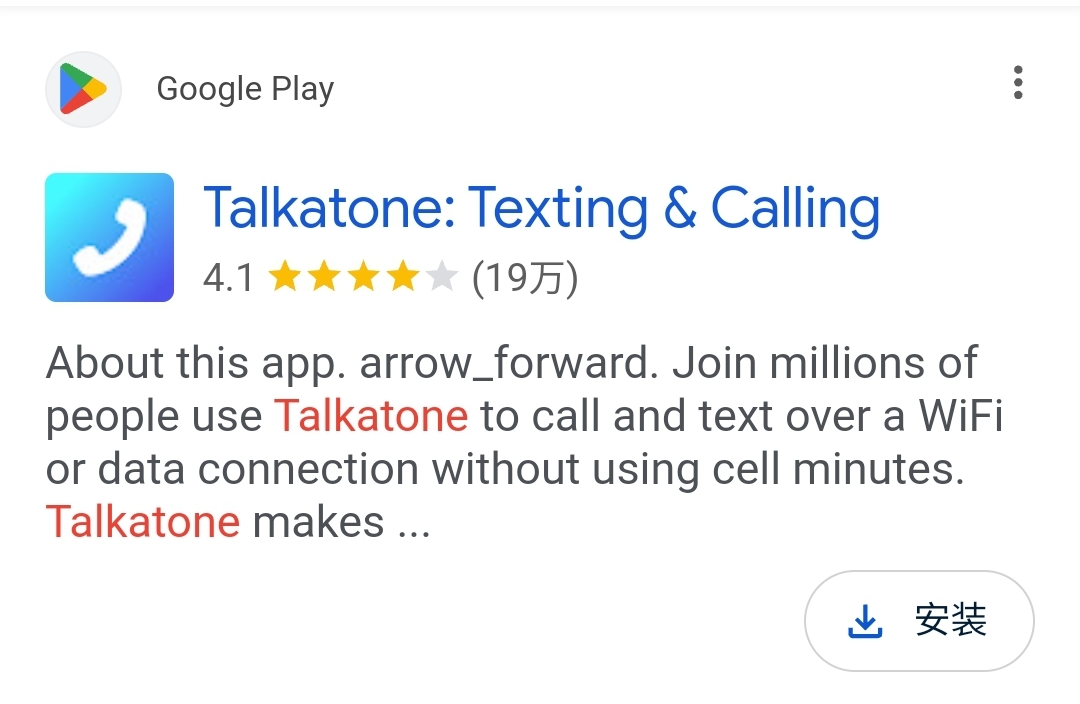 Google Play
Talkatone: Texting & Calling
4.1 (19万)
About this app. arrow_forward. Join millions of
people use Talkatone to call and text over a WiFi
or data connection without using cell minutes.
Talkatone makes ...
安装